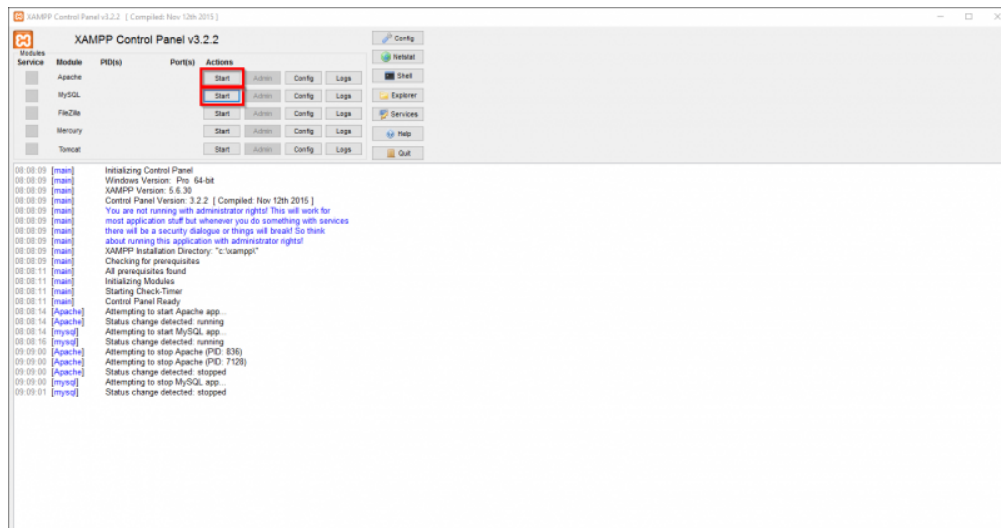 XAMPP Control Panel v3.2.2 [ Compiled: Nov 12th 2015 ]
XAMPP Control Panel v3.2.2
Config
Modules
Service Module PID(s) Port(s) Actions
Netstat
Apache Start Admin Config Logs
Shell
MySQL Start Admin Config Logs
Explorer
FileZilla Start Admin Config Logs
Services
Mercury Start Admin Config Logs
Help
Tomcat Start Admin Config Logs
Quit
08:08:09 [main] Initializing Control Panel
08:08:09 [main] Windows Version: Pro 64-bit
08:08:09 [main] XAMPP Version: 5.6.30
08:08:09 [main] Control Panel Version: 3.2.2 [ Compiled: Nov 12th 2015 ]
08:08:09 [main] You are not running with administrator rights! This will work for
08:08:09 [main] most application stuff but whenever you do something with services
08:08:09 [main] there will be a security dialogue or things will break! So think
08:08:09 [main] about running this application with administrator rights!
08:08:09 [main] XAMPP Installation Directory: "c:\xampp\"
08:08:09 [main] Checking for prerequisites
08:08:11 [main] All prerequisites found
08:08:11 [main] Initializing Modules
08:08:11 [main] Starting Check-Timer
08:08:11 [main] Control Panel Ready
08:08:14 [Apache] Attempting to start Apache app...
08:08:14 [Apache] Status change detected: running
08:08:14 [mysql] Attempting to start MySQL app...
08:08:16 [mysql] Status change detected: running
09:09:00 [Apache] Attempting to stop Apache (PID: 836)
09:09:00 [Apache] Attempting to stop Apache (PID: 7128)
09:09:00 [Apache] Status change detected: stopped
09:09:00 [mysql] Attempting to stop MySQL app...
09:09:01 [mysql] Status change detected: stopped